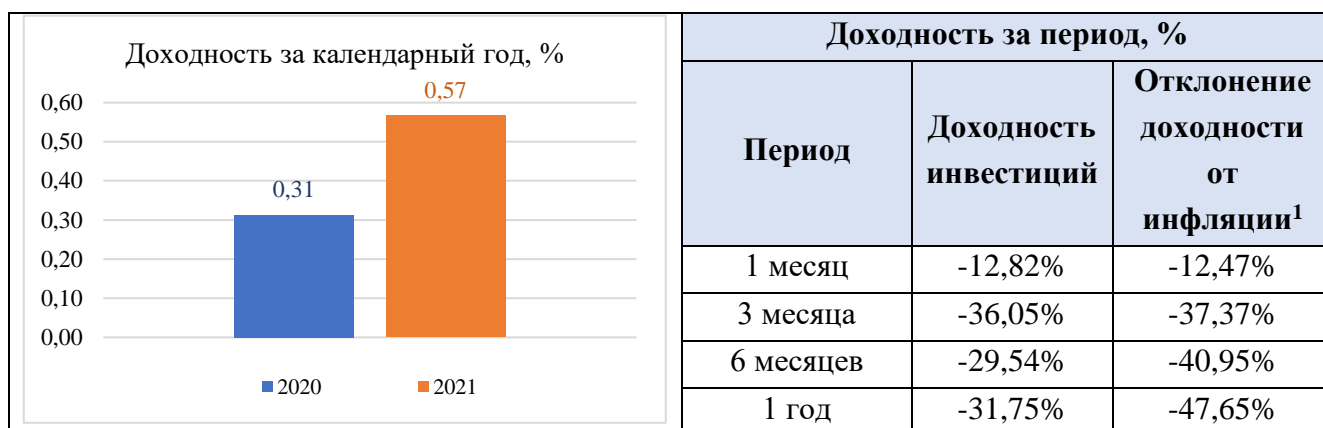 Доходность за календарный год, %
0,60
0,50
0,40
0,30
0,20
0,10
0,00
0,31
0,57
2020 2021
Доходность за период, %
Период
Доходность
инвестиций
Отклонение
доходности
от
инфляции¹
1 месяц -12,82% -12,47%
3 месяца -36,05% -37,37%
6 месяцев -29,54% -40,95%
1 год -31,75% -47,65%